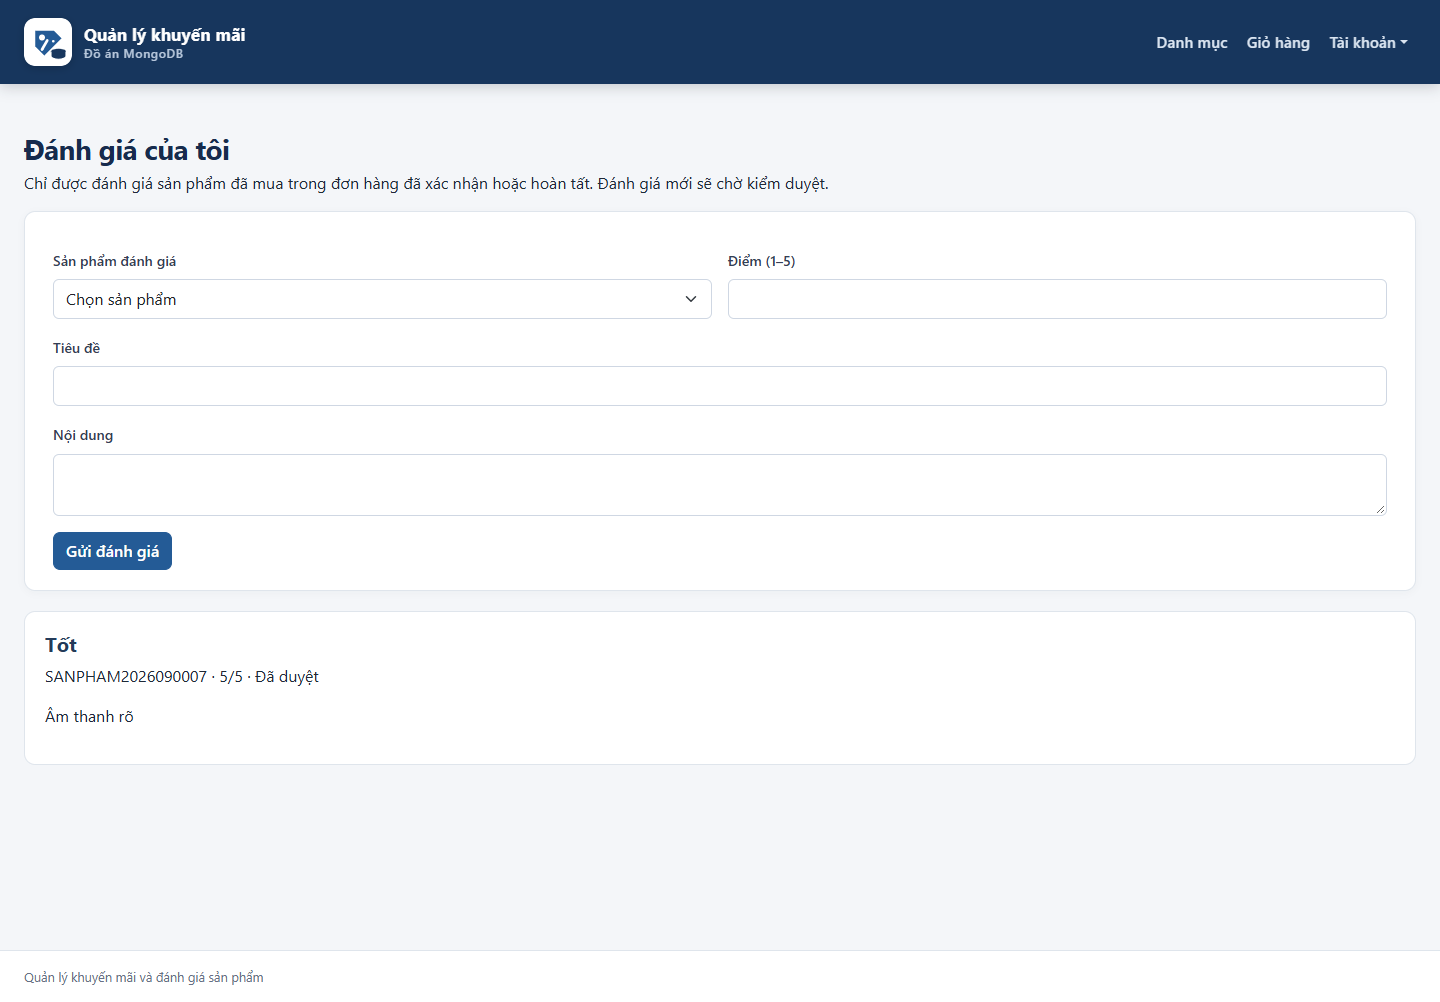 Quản lý khuyến mãi
Đồ án MongoDB
Danh mục
Giỏ hàng
Tài khoản
Đánh giá của tôi
Chỉ được đánh giá sản phẩm đã mua trong đơn hàng đã xác nhận hoặc hoàn tất. Đánh giá mới sẽ chờ kiểm duyệt.
Sản phẩm đánh giá
Điểm (1–5)
Chọn sản phẩm
Tiêu đề
Nội dung
Gửi đánh giá
Tốt
SANPHAM2026090007 · 5/5 · Đã duyệt
Âm thanh rõ
Quản lý khuyến mãi và đánh giá sản phẩm